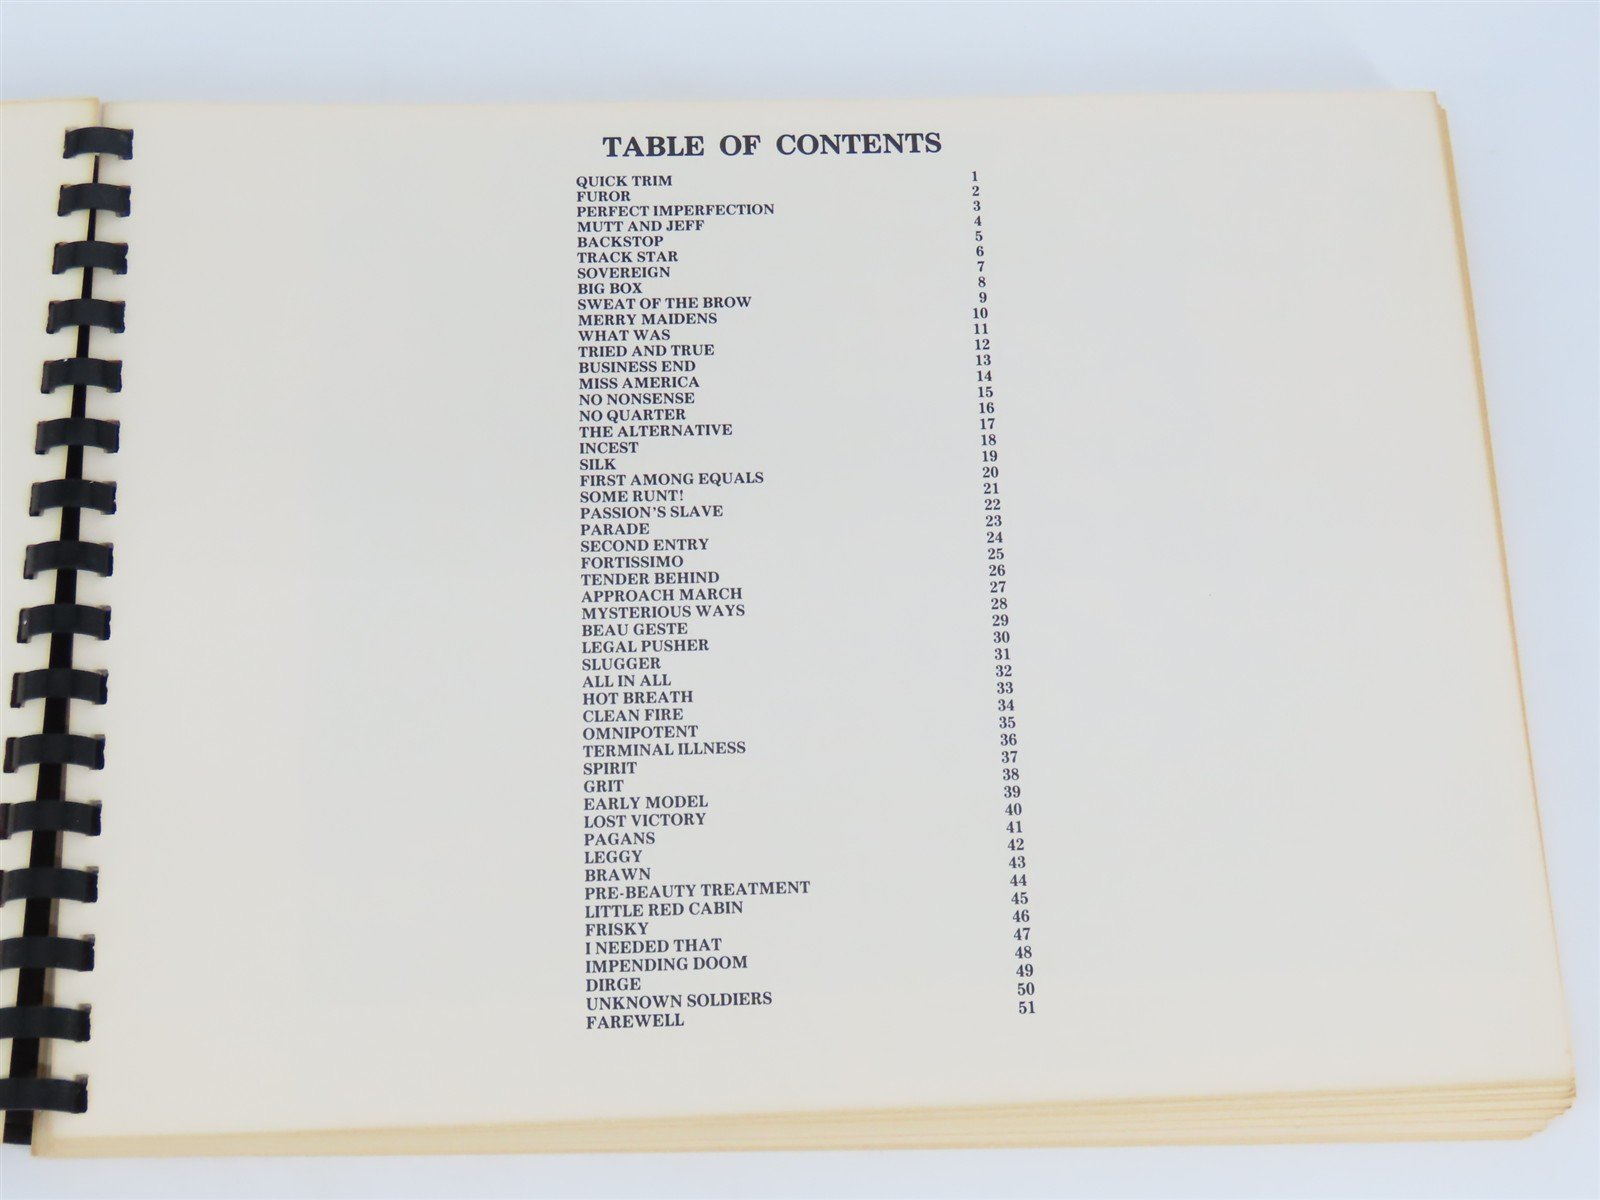 TABLE OF CONTENTS
QUICK TRIM 1
FUROR 2
PERFECT IMPERFECTION 3
MUTT AND JEFF 4
BACKSTOP 5
TRACK STAR 6
SOVEREIGN 7
BIG BOX 8
SWEAT OF THE BROW 9
MERRY MAIDENS 10
WHAT WAS 11
TRIED AND TRUE 12
BUSINESS END 13
MISS AMERICA 14
NO NONSENSE 15
NO QUARTER 16
THE ALTERNATIVE 17
INCEST 18
SILK 19
FIRST AMONG EQUALS 20
SOME RUNT! 21
PASSION'S SLAVE 22
PARADE 23
SECOND ENTRY 24
FORTISSIMO 25
TENDER BEHIND 26
APPROACH MARCH 27
MYSTERIOUS WAYS 28
BEAU GESTE 29
LEGAL PUSHER 30
SLUGGER 31
ALL IN ALL 32
HOT BREATH 33
CLEAN FIRE 34
OMNIPOTENT 35
TERMINAL ILLNESS 36
SPIRIT 37
GRIT 38
EARLY MODEL 39
LOST VICTORY 40
PAGANS 41
LEGGY 42
BRAWN 43
PRE-BEAUTY TREATMENT 44
LITTLE RED CABIN 45
FRISKY 46
I NEEDED THAT 47
IMPENDING DOOM 48
DIRGE 49
UNKNOWN SOLDIERS 50
FAREWELL 51